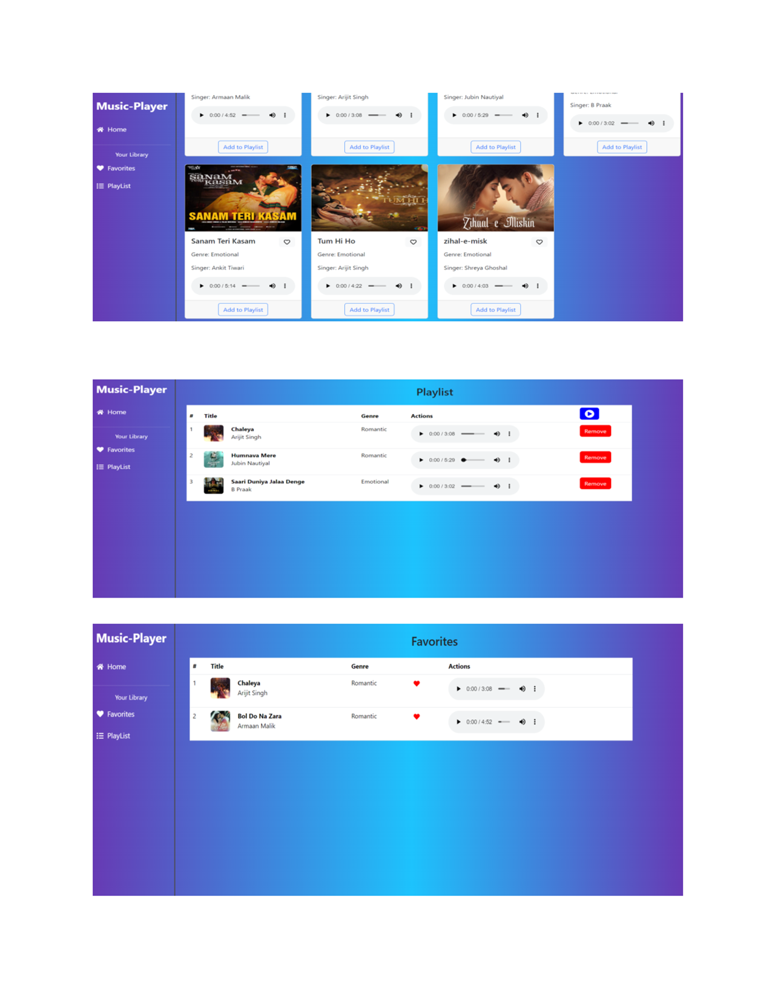 Music-Player
Home
Your Library
Favorites
PlayList
Singer: Armaan Malik
0:00 / 4:52
Add to Playlist
Singer: Arijit Singh
0:00 / 3:08
Add to Playlist
Singer: Jubin Nautiyal
0:00 / 5:29
Add to Playlist
Genre: Emotional
Singer: B Praak
0:00 / 3:02
Add to Playlist
SANAM TERI KASAM
SANAM TERI KASAM
Sanam Teri Kasam
Genre: Emotional
Singer: Ankit Tiwari
0:00 / 5:14
Add to Playlist
TUM HI H
Tum Hi Ho
Genre: Emotional
Singer: Arijit Singh
0:00 / 4:22
Add to Playlist
Zihaal e Miskin
zihal-e-misk
Genre: Emotional
Singer: Shreya Ghoshal
0:00 / 4:03
Add to Playlist
Music-Player
Home
Your Library
Favorites
PlayList
Playlist
# Title Genre Actions
1 Chaleya Romantic 0:00 / 3:08 Remove
Arijit Singh
2 Humnava Mere Romantic 0:00 / 5:29 Remove
Jubin Nautiyal
3 Saari Duniya Jalaa Denge Emotional 0:00 / 3:02 Remove
B Praak
Music-Player
Home
Your Library
Favorites
PlayList
Favorites
# Title Genre Actions
1 Chaleya Romantic 0:00 / 3:08
Arijit Singh
2 Bol Do Na Zara Romantic 0:00 / 4:52
Armaan Malik